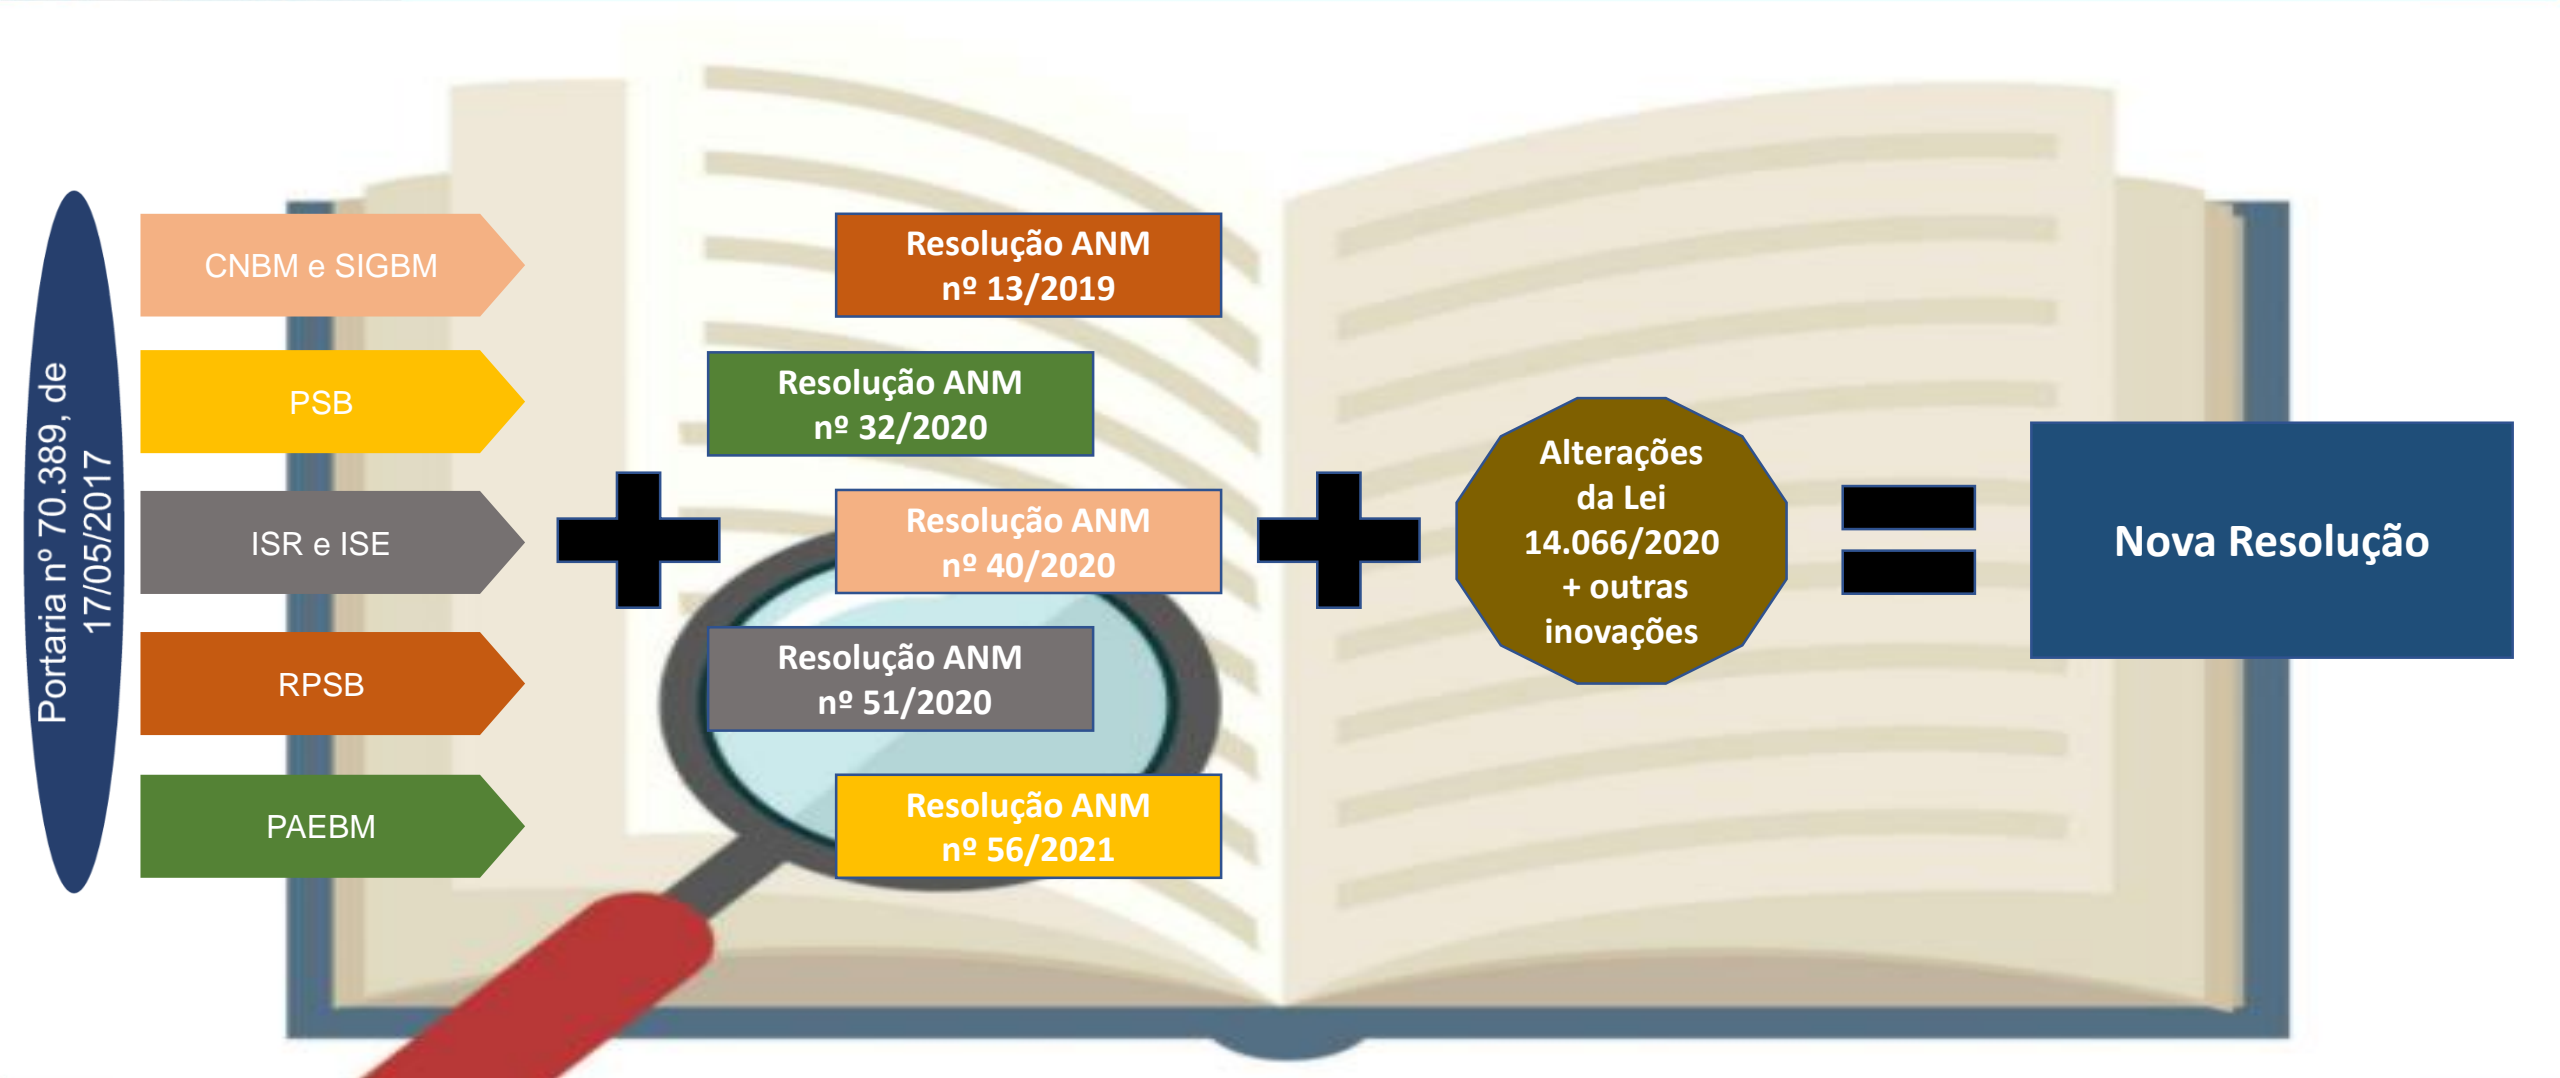 Portaria nº 70.389, de
17/05/2017
CNBM e SIGBM
PSB
ISR e ISE
RPSB
PAEBM
Resolução ANM
nº 13/2019
Resolução ANM
nº 32/2020
Resolução ANM
nº 40/2020
Resolução ANM
nº 51/2020
Resolução ANM
nº 56/2021
Alterações
da Lei
14.066/2020
+ outras
inovações
Nova Resolução